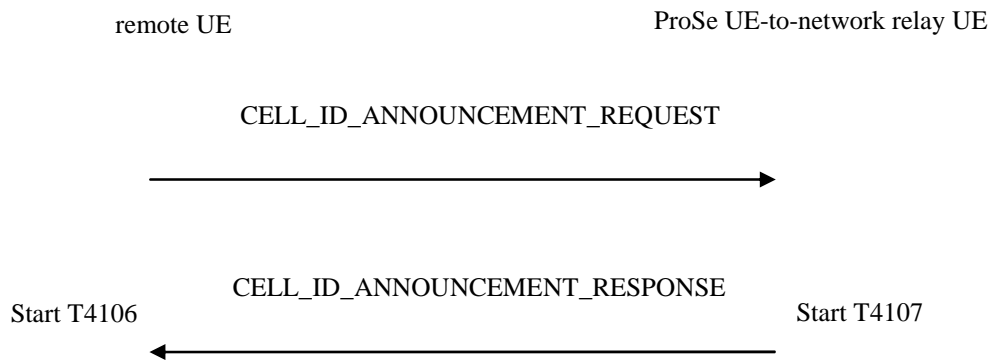 remote UE
ProSe UE-to-network relay UE
CELL_ID_ANNOUNCEMENT_REQUEST
CELL_ID_ANNOUNCEMENT_RESPONSE
Start T4106
Start T4107